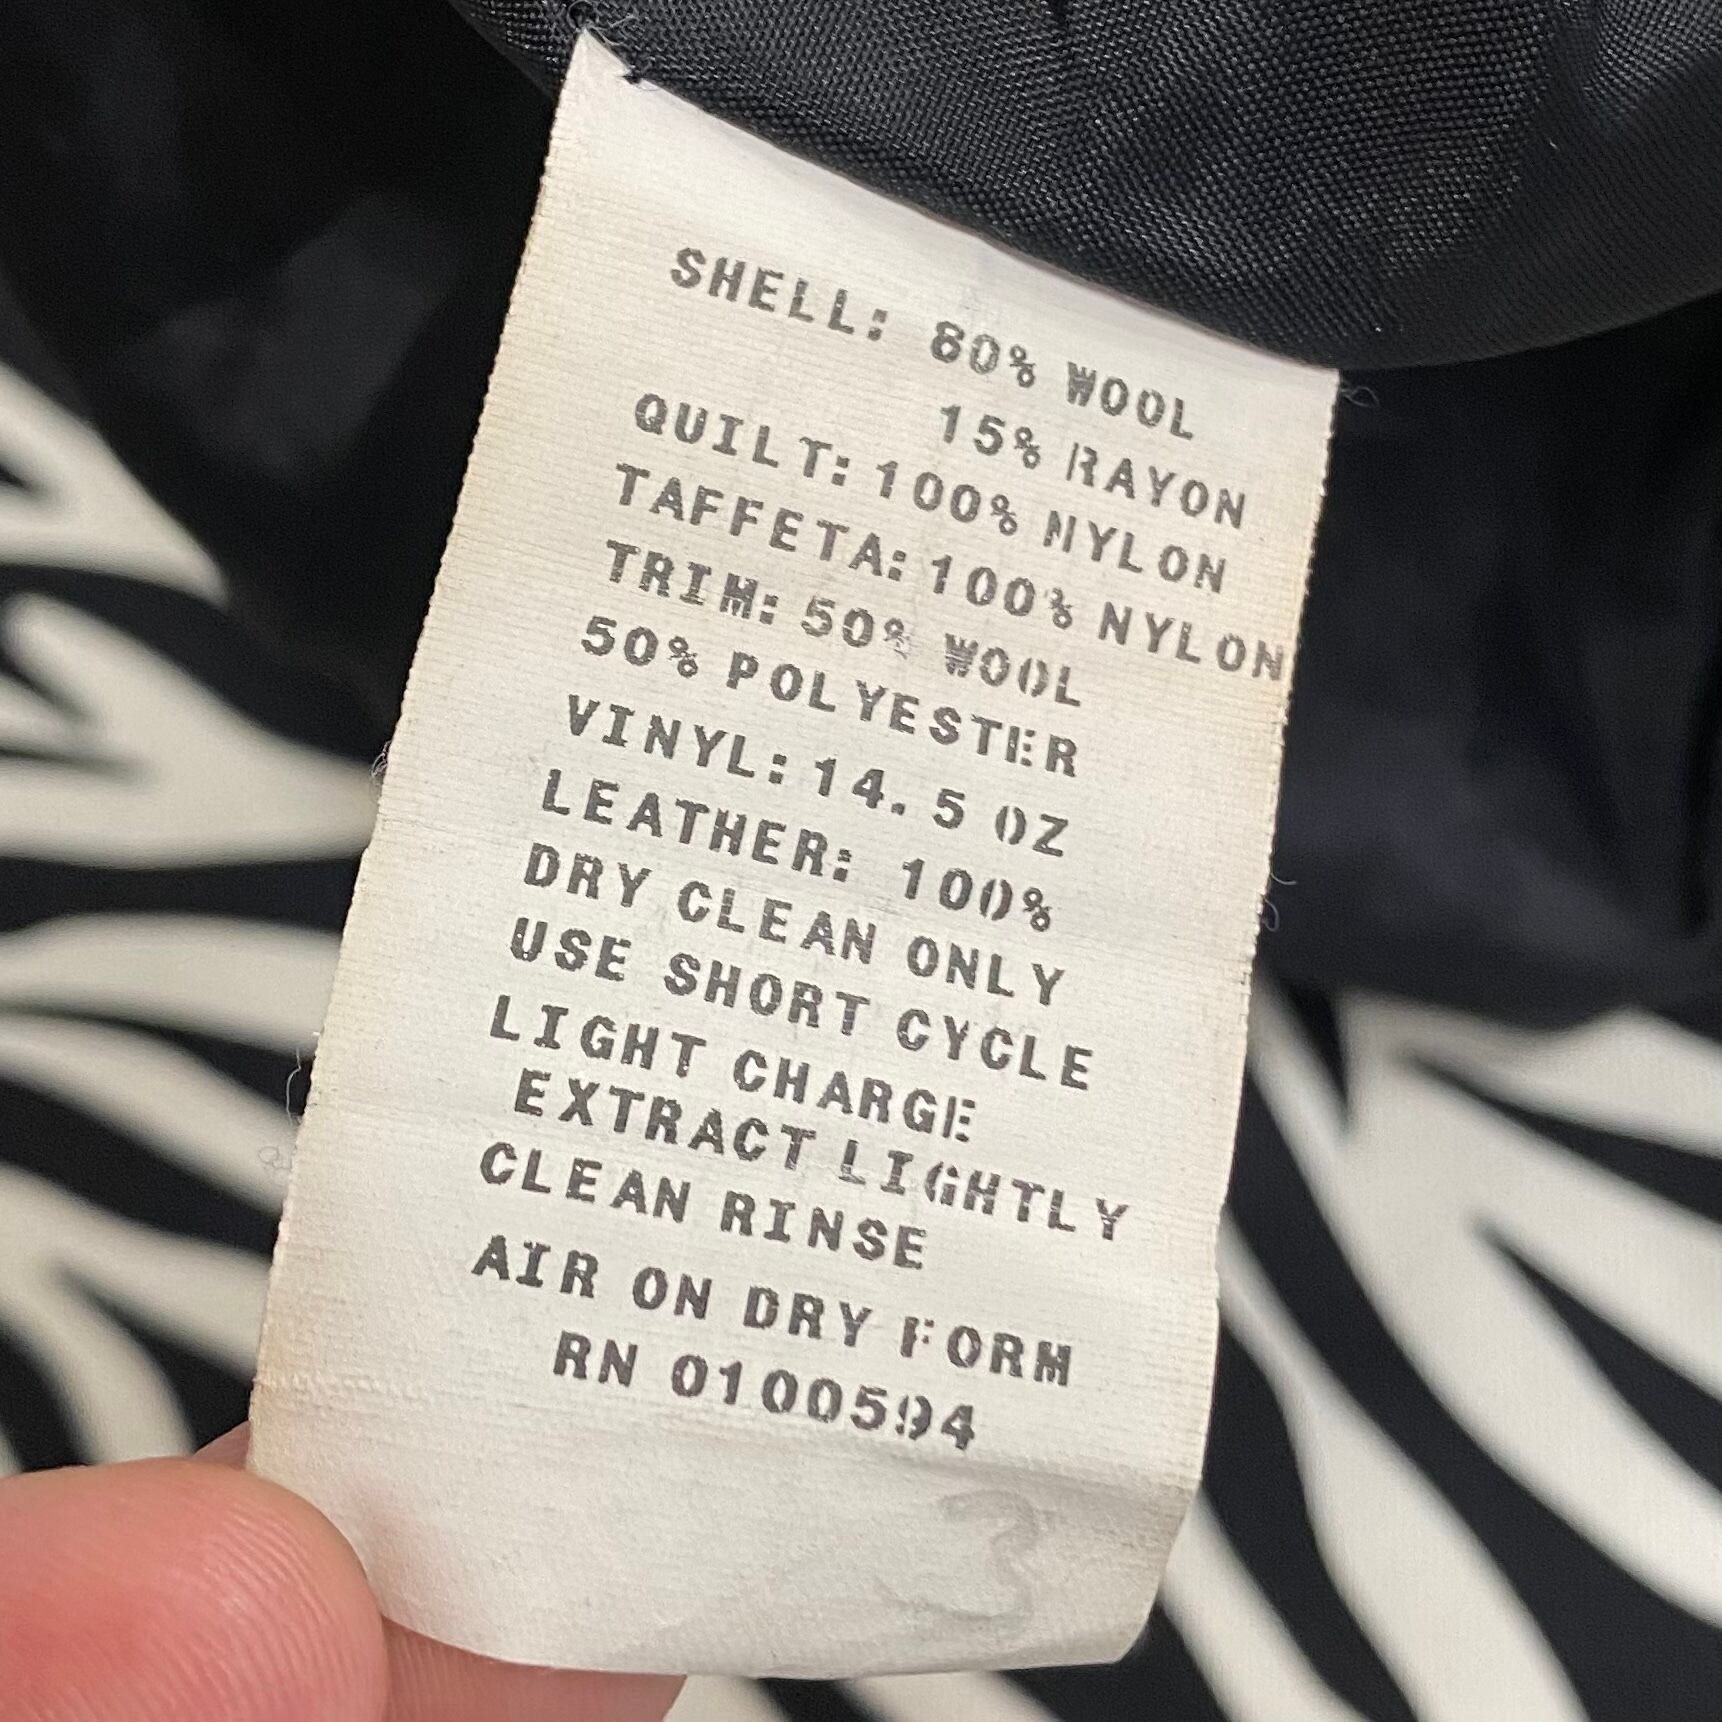 SHELL: 80% WOOL
15% RAYON
QUILT: 100% NYLON
TAFFETA: 100% NYLON
TRIM: 50% WOOL
50% POLYESTER
VINYL: 14.5 OZ
LEATHER: 100%
DRY CLEAN ONLY
USE SHORT CYCLE
LIGHT CHARGE
EXTRACT LIGHTLY
CLEAN RINSE
AIR ON DRY FORM
RN 0100594
3